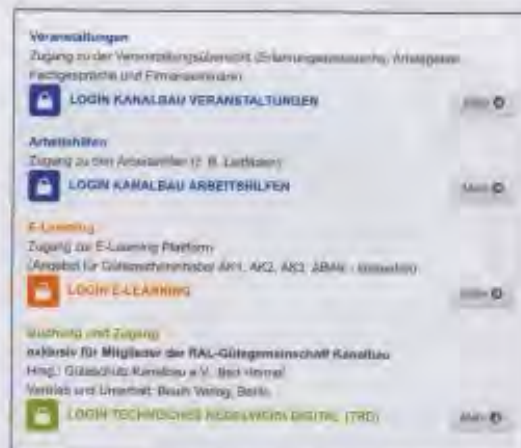 Veranstaltungen
Zugang zu der Veranstaltungsübersicht (Erfahrungsaustausche,
Fachgespräche und Firmenseminare)
LOGIN KANALBAU VERANSTALTUNGEN
Mehr
Arbeitshilfen
Zugang zu den Arbeitshilfen (z. B. Leitfäden)
LOGIN KANALBAU ARBEITSHILFEN
Mehr
E-Learning
Zugang zur E-Learning Plattform
(Angebot für Gütezeicheninhaber AK1, AK2, AK3, ABAK - kostenfrei)
LOGIN E-LEARNING
Mehr
Buchung und Zugang
exklusiv für Mitglieder der RAL-Gütegemeinschaft Kanalbau
Hrsg.: Güteschutz Kanalbau e.V., Bad Honnef
Vertrieb und Unterhalt: Beuth Verlag, Berlin
LOGIN TECHNISCHES REGELWERK DIGITAL (TRD)
Mehr